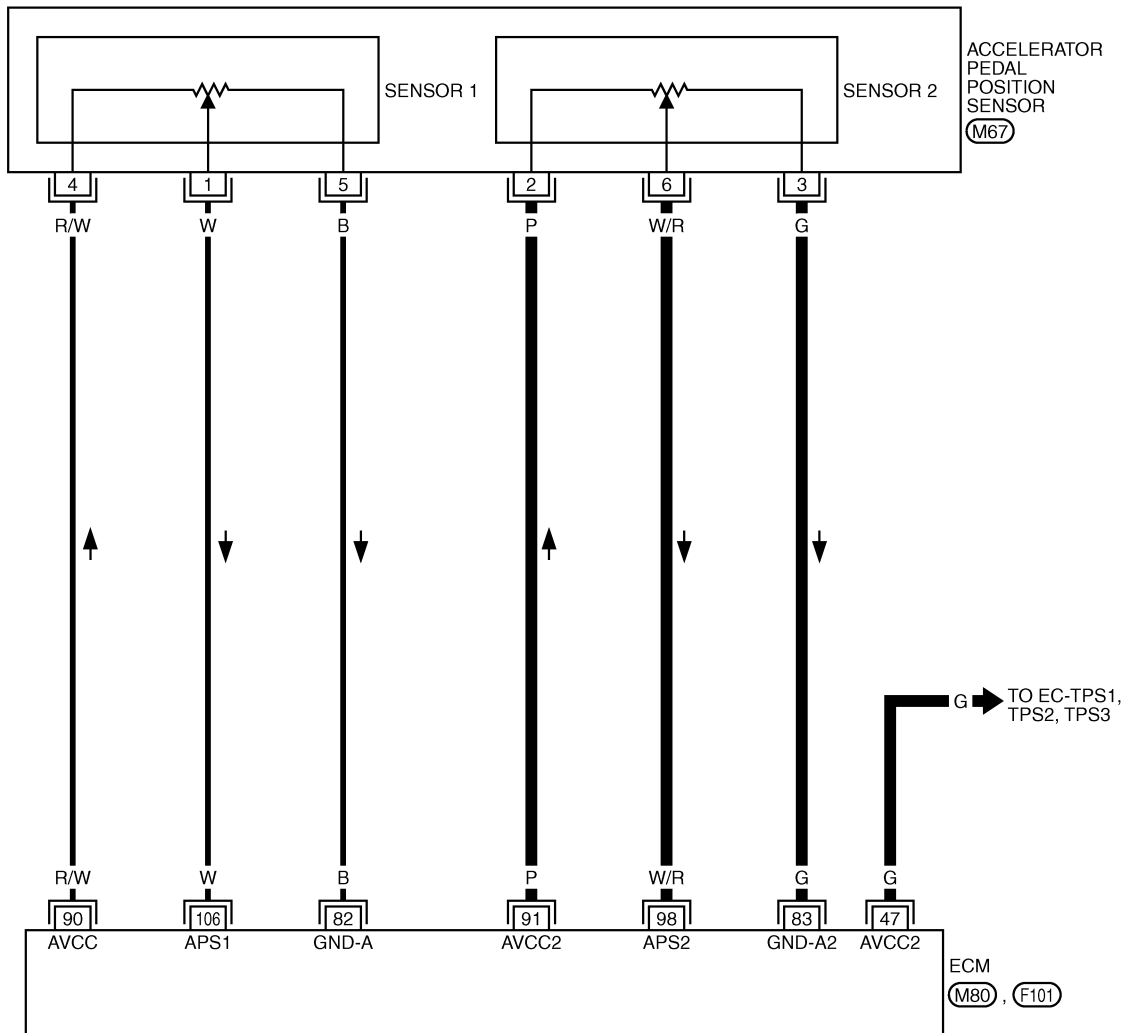 ACCELERATOR
PEDAL
POSITION
SENSOR
M67
SENSOR 1
SENSOR 2
4 1 5 2 6 3
R/W W B P W/R G
G TO EC-TPS1,
TPS2, TPS3
R/W W B P W/R G G
90 106 82 91 98 83 47
AVCC APS1 GND-A AVCC2 APS2 GND-A2 AVCC2
ECM
M80 , F101